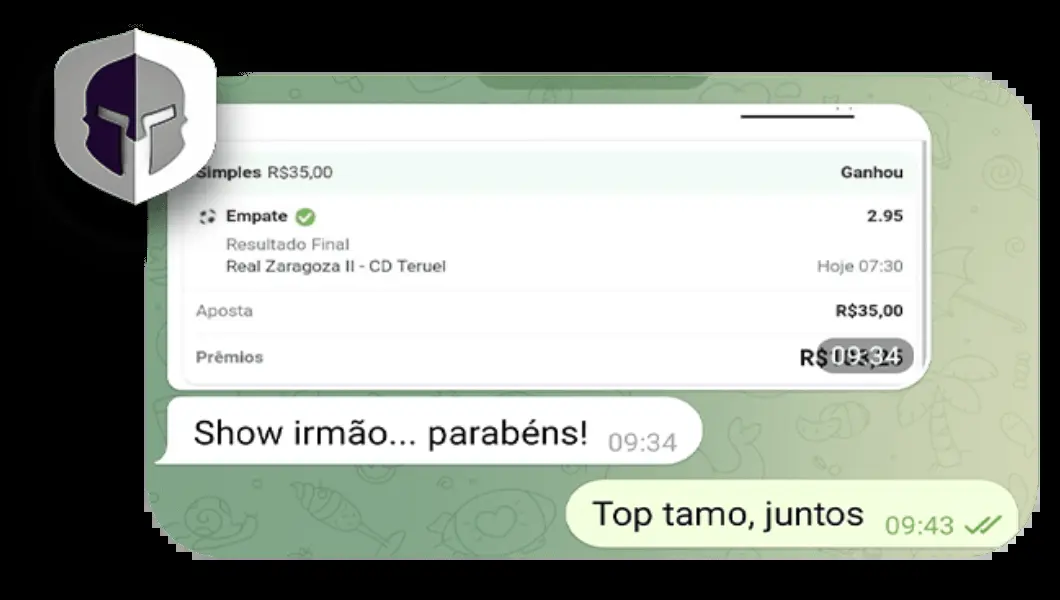 Simples R$35,00 Ganhou
Empate 2.95
Resultado Final
Real Zaragoza II - CD Teruel Hoje 07:30
Aposta R$35,00
Prêmios R$
09:34
Show irmão... parabéns! 09:34
Top tamo, juntos 09:43